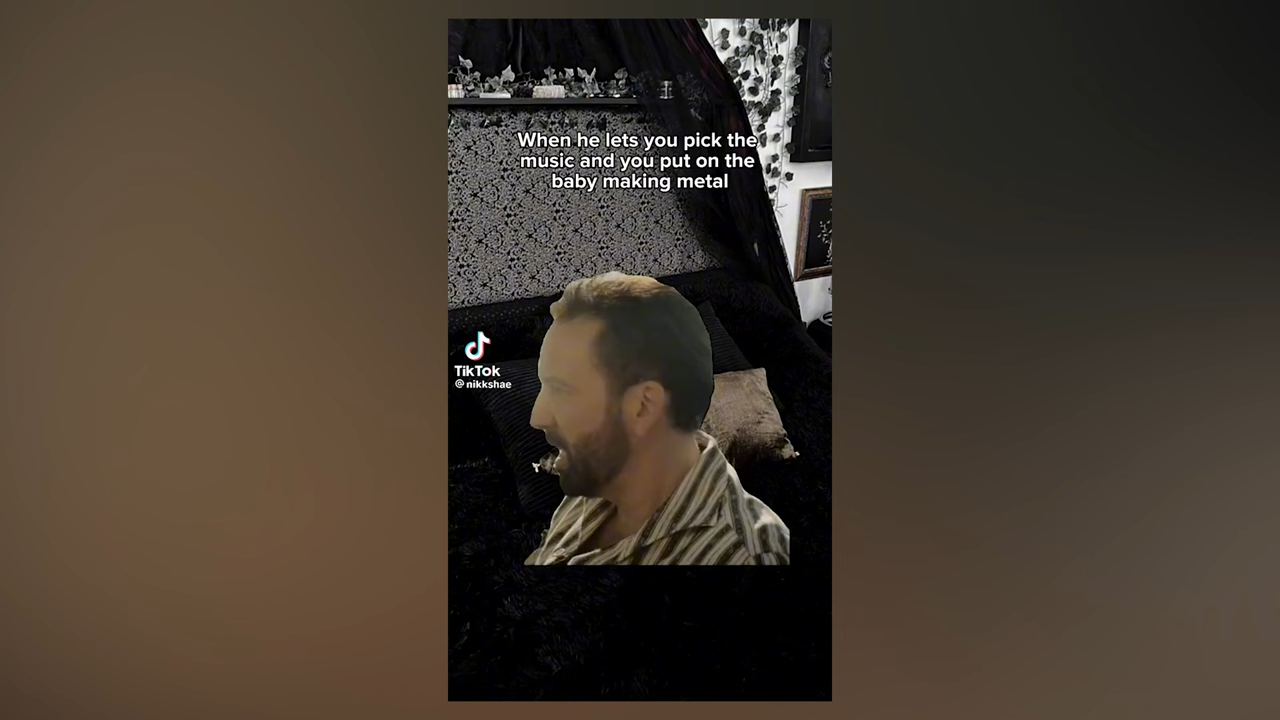 When he lets you pick the
music and you put on the
baby making metal
TikTok
@nikkshae